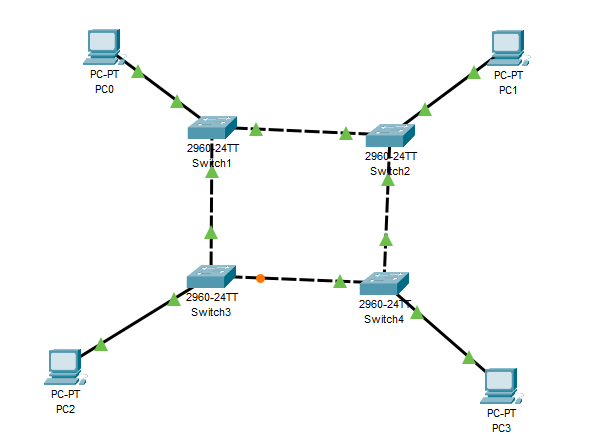 PC-PT
PC0
PC-PT
PC1
2960-24TT
Switch1
2960-24TT
Switch2
2960-24TT
Switch3
2960-24TT
Switch4
PC-PT
PC2
PC-PT
PC3